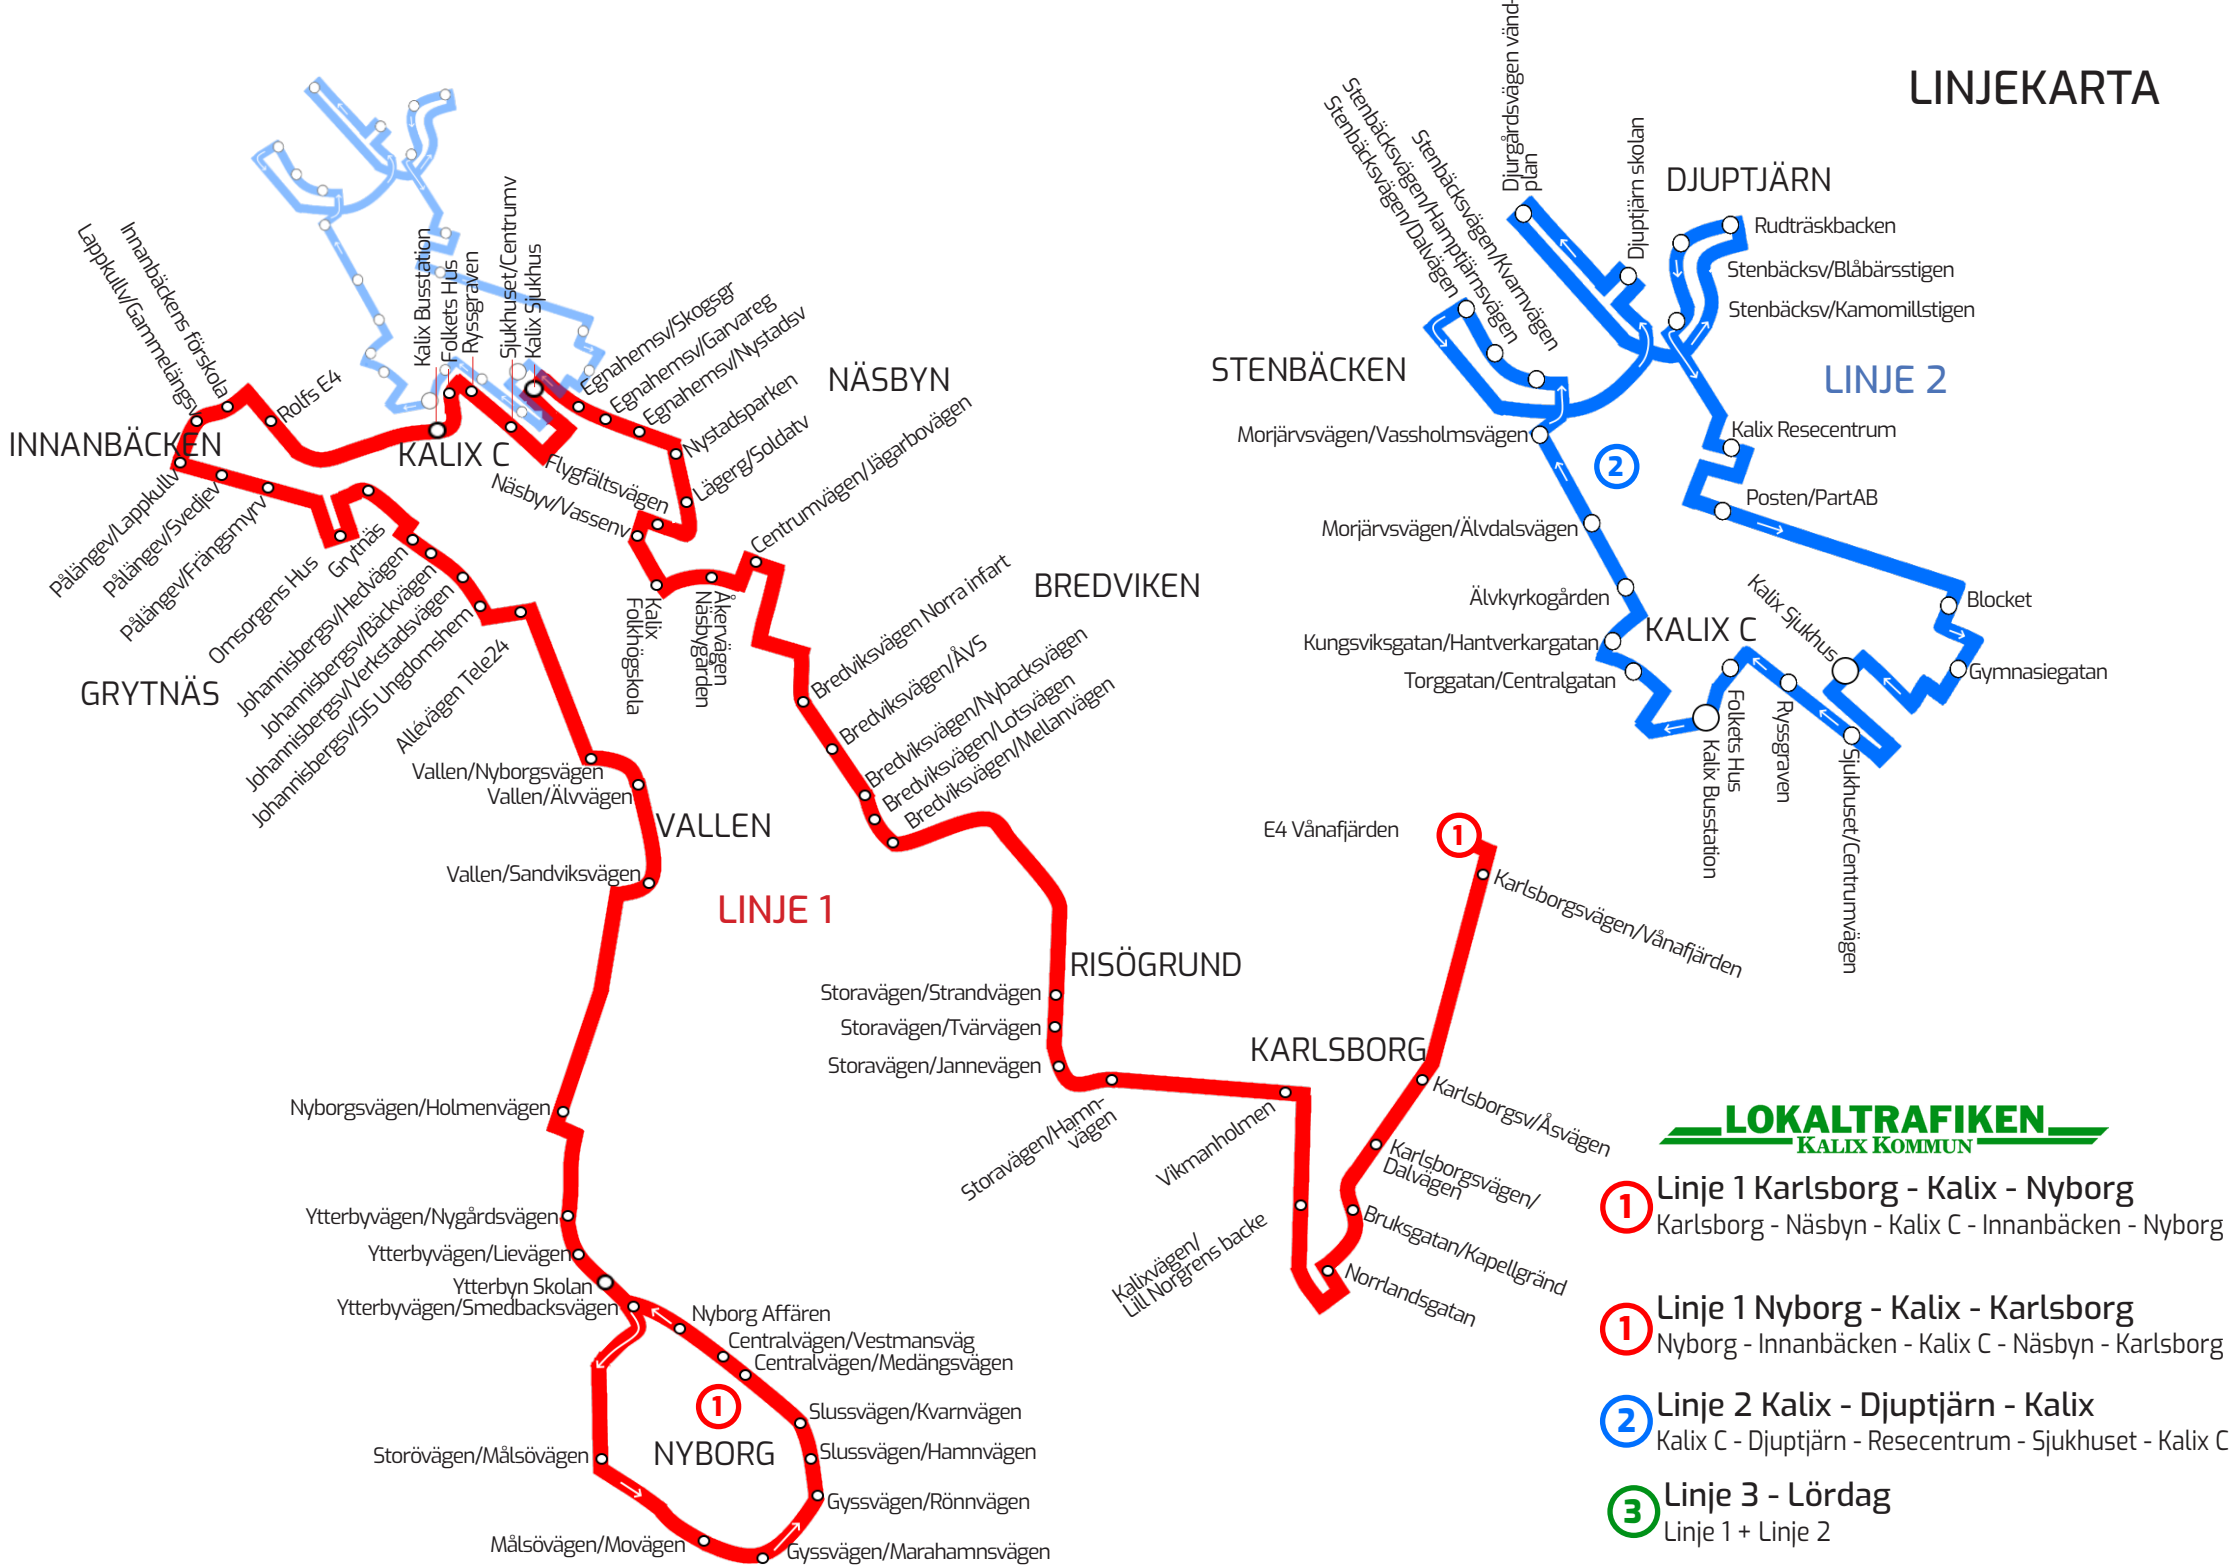 LINJEKARTA
Djurgårdsvägen vänd-
plan
Djuptjärn skolan
DJUPTJÄRN
Rudträskbacken
Stenbäcksv/Blåbärsstigen
Stenbäcksv/Kamomillstigen
Stenbäcksvägen/Kvarnvägen
Stenbäcksvägen/Hamptjärnsvägen
Stenbäcksvägen/Dalvägen
STENBÄCKEN
LINJE 2
Morjärvsvägen/Vassholmsvägen
2
Kalix Resecentrum
Posten/PartAB
Morjärvsvägen/Älvdalsvägen
Älvkyrkogården
Kungsviksgatan/Hantverkargatan
Torggatan/Centralgatan
KALIX C
Kalix Sjukhus
Blocket
Gymnasiegatan
Folkets Hus
Kalix Busstation
Ryssgraven
Sjukhuset/Centrumvägen
Innanbäckens förskola
Lappkullv/Gammelängsv
Rolfs E4
INNANBÄCKEN
Kalix Busstation
Folkets Hus
Ryssgraven
Sjukhuset/Centrumv
Kalix Sjukhus
KALIX C
Egnahemsv/Skogsgr
Egnahemsv/Garvareg
Egnahemsv/Nystadsv
NÄSBYN
Nystadsparken
Lägerg/Soldatv
Flygfältsvägen
Näsbyv/Vassenv
Centrumvägen/Jägarbovägen
Kalix
Folkhögskola
Åkervägen
Näsbygården
BREDVIKEN
Pålängev/Lappkullv
Pålängev/Svedjev
Pålängev/Frängsmyrv
Omsorgens Hus
Grytnäs
Johannisbergsv/Hedvägen
Johannisbergsv/Bäckvägen
Johannisbergsv/Verkstadsvägen
Johannisbergsv/SIS Ungdomshem
Allévägen Tele24
GRYTNÄS
Bredviksvägen Norra infart
Bredviksvägen/ÅVS
Bredviksvägen/Nybacksvägen
Bredviksvägen/Lotsvägen
Bredviksvägen/Mellanvägen
Vallen/Nyborgsvägen
Vallen/Älvvägen
VALLEN
Vallen/Sandviksvägen
LINJE 1
E4 Vånafjärden
1
Karlsborgsvägen/Vånafjärden
RISÖGRUND
Storavägen/Strandvägen
Storavägen/Tvärvägen
Storavägen/Jannevägen
Storavägen/Hamn-
vägen
KARLSBORG
Vikmanholmen
Karlsborgsv/Åsvägen
Karlsborgsvägen/
Dalvägen
Bruksgatan/Kapellgränd
Kalixvägen/
Lill Norgrens backe
Norrlandsgatan
Nyborgsvägen/Holmenvägen
Ytterbyvägen/Nygårdsvägen
Ytterbyvägen/Lievägen
Ytterbyn Skolan
Ytterbyvägen/Smedbacksvägen
Nyborg Affären
Centralvägen/Vestmansväg
Centralvägen/Medängsvägen
1
NYBORG
Slussvägen/Kvarnvägen
Slussvägen/Hamnvägen
Storövägen/Målsövägen
Gyssvägen/Rönnvägen
Målsövägen/Movägen
Gyssvägen/Marahamnsvägen
LOKALTRAFIKEN
KALIX KOMMUN
1 Linje 1 Karlsborg - Kalix - Nyborg
Karlsborg - Näsbyn - Kalix C - Innanbäcken - Nyborg
1 Linje 1 Nyborg - Kalix - Karlsborg
Nyborg - Innanbäcken - Kalix C - Näsbyn - Karlsborg
2 Linje 2 Kalix - Djuptjärn - Kalix
Kalix C - Djuptjärn - Resecentrum - Sjukhuset - Kalix C
3 Linje 3 - Lördag
Linje 1 + Linje 2